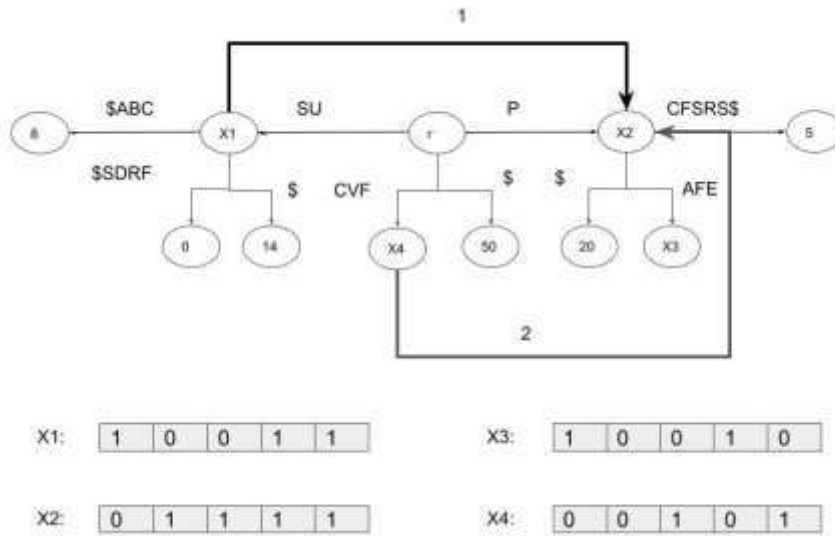 1
$ABC SU P CFSRS$
8 X1 r X2 5
$SDRF $ CVF $ $ AFE
0 14 X4 50 20 X3
2
X1: 1 0 0 1 1 X3: 1 0 0 1 0
X2: 0 1 1 1 1 X4: 0 0 1 0 1